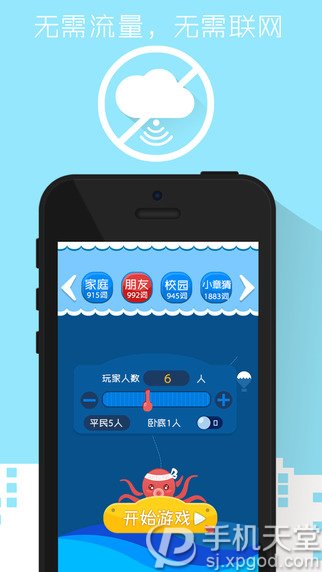 无需流量，无需联网
家庭 朋友 校园 小章猜
915词 992词 945词 1883词
玩家人数 6 人
平民5人 卧底1人 0
开始游戏
手机天堂
sj.xpgod.com